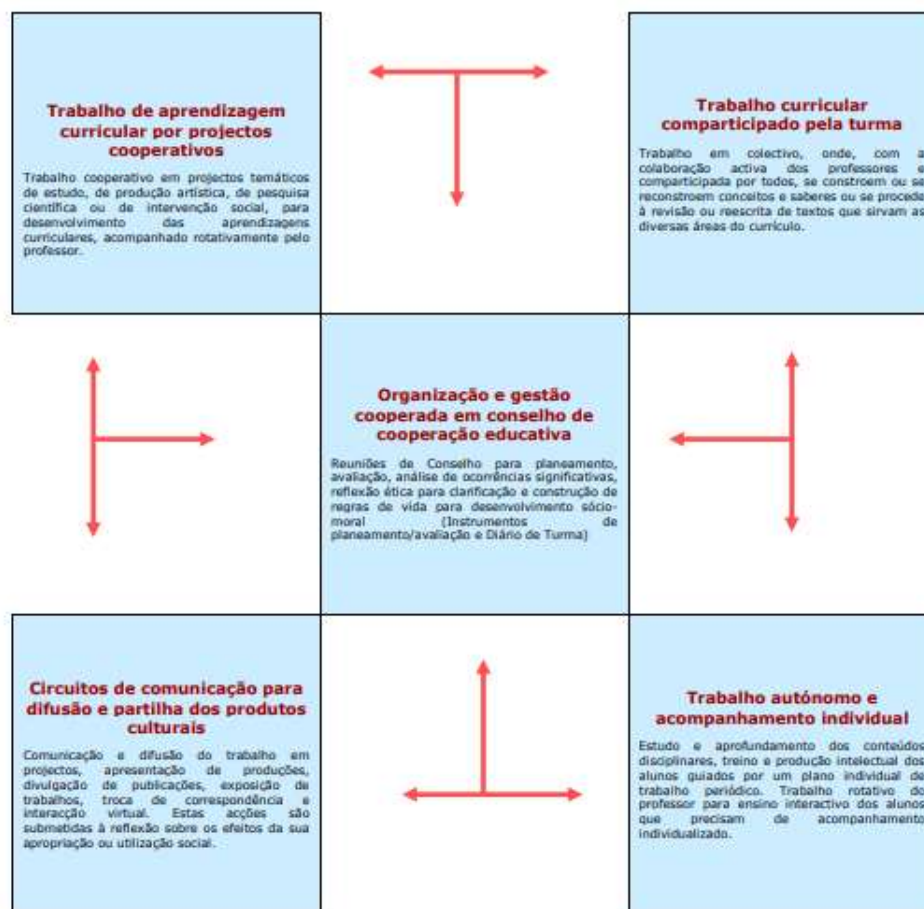 Trabalho de aprendizagem
curricular por projectos
cooperativos
Trabalho cooperativo em projectos temáticos
de estudo, de produção artística, de pesquisa
científica ou de intervenção social, para
desenvolvimento das aprendizagens
curriculares, acompanhado rotativamente pelo
professor.
Trabalho curricular
comparticipado pela turma
Trabalho em colectivo, onde, com a
colaboração activa dos professores e
comparticipada por todos, se constroem ou se
reconstroem conceitos e saberes ou se procede
à revisão ou reescrita de textos que sirvam as
diversas áreas do currículo.
Organização e gestão
cooperada em conselho de
cooperação educativa
Reuniões de Conselho para planeamento,
avaliação, análise de ocorrências significativas,
reflexão ética para clarificação e construção de
regras de vida para desenvolvimento sócio-
moral (Instrumentos de
planeamento/avaliação e Diário de Turma)
Circuitos de comunicação para
difusão e partilha dos produtos
culturais
Comunicação e difusão do trabalho em
projectos, apresentação de produções,
divulgação de publicações, exposição de
trabalhos, troca de correspondência e
interacção virtual. Estas acções são
submetidas à reflexão sobre os efeitos da sua
apropriação ou utilização social.
Trabalho autónomo e
acompanhamento individual
Estudo e aprofundamento dos conteúdos
disciplinares, treino e produção intelectual dos
alunos guiados por um plano individual de
trabalho periódico. Trabalho rotativo do
professor para ensino interactivo dos alunos
que precisam de acompanhamento
individualizado.